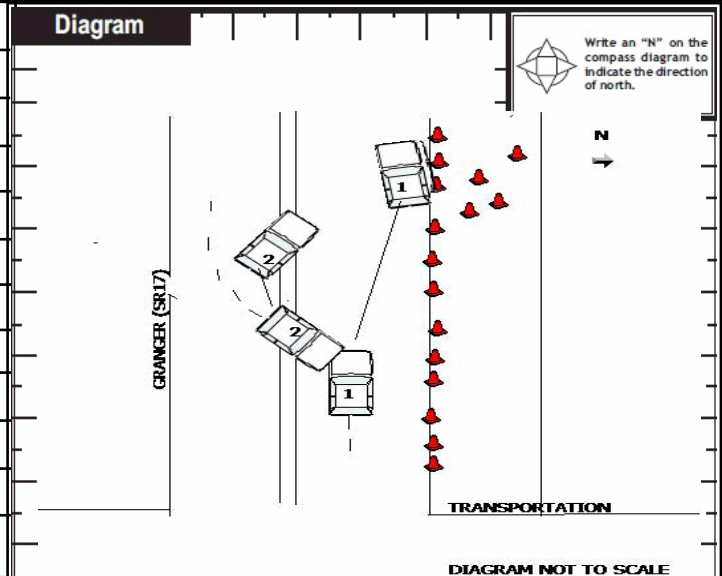 Diagram
Write an “N” on the
compass diagram to
indicate the direction
of north.
N
1
2
2
1
GRANGER (SR17)
TRANSPORTATION
DIAGRAM NOT TO SCALE